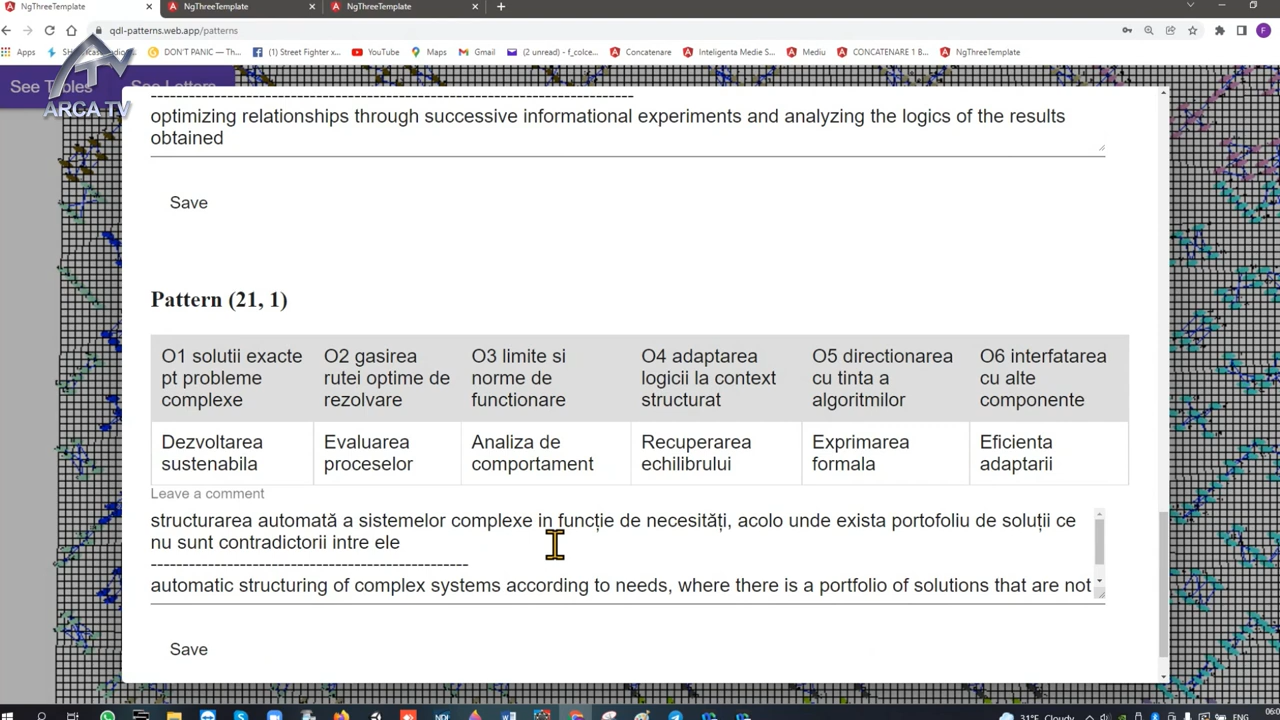 NgThreeTemplate
NgThreeTemplate
NgThreeTemplate
qdl-patterns.web.app/patterns
Apps
DON'T PANIC — Th...
(1) Street Fighter x...
YouTube
Maps
Gmail
(2 unread) - f_colce...
Concatenare
Inteligenta Medie S...
Mediu
CONCATENARE 1 B...
NgThreeTemplate
See Tables
See Letters
ARCA TV
optimizing relationships through successive informational experiments and analyzing the logics of the results
obtained
Save
Pattern (21, 1)
O1 solutii exacte
pt probleme
complexe
O2 gasirea
rutei optime de
rezolvare
O3 limite si
norme de
functionare
O4 adaptarea
logicii la context
structurat
O5 directionarea
cu tinta a
algoritmilor
O6 interfatarea
cu alte
componente
Dezvoltarea
sustenabila
Evaluarea
proceselor
Analiza de
comportament
Recuperarea
echilibrului
Exprimarea
formala
Eficienta
adaptarii
Leave a comment
structurarea automată a sistemelor complexe in funcție de necesități, acolo unde exista portofoliu de soluții ce
nu sunt contradictorii intre ele
------------------------------------------------
automatic structuring of complex systems according to needs, where there is a portfolio of solutions that are not
Save
31°F Cloudy
ENG